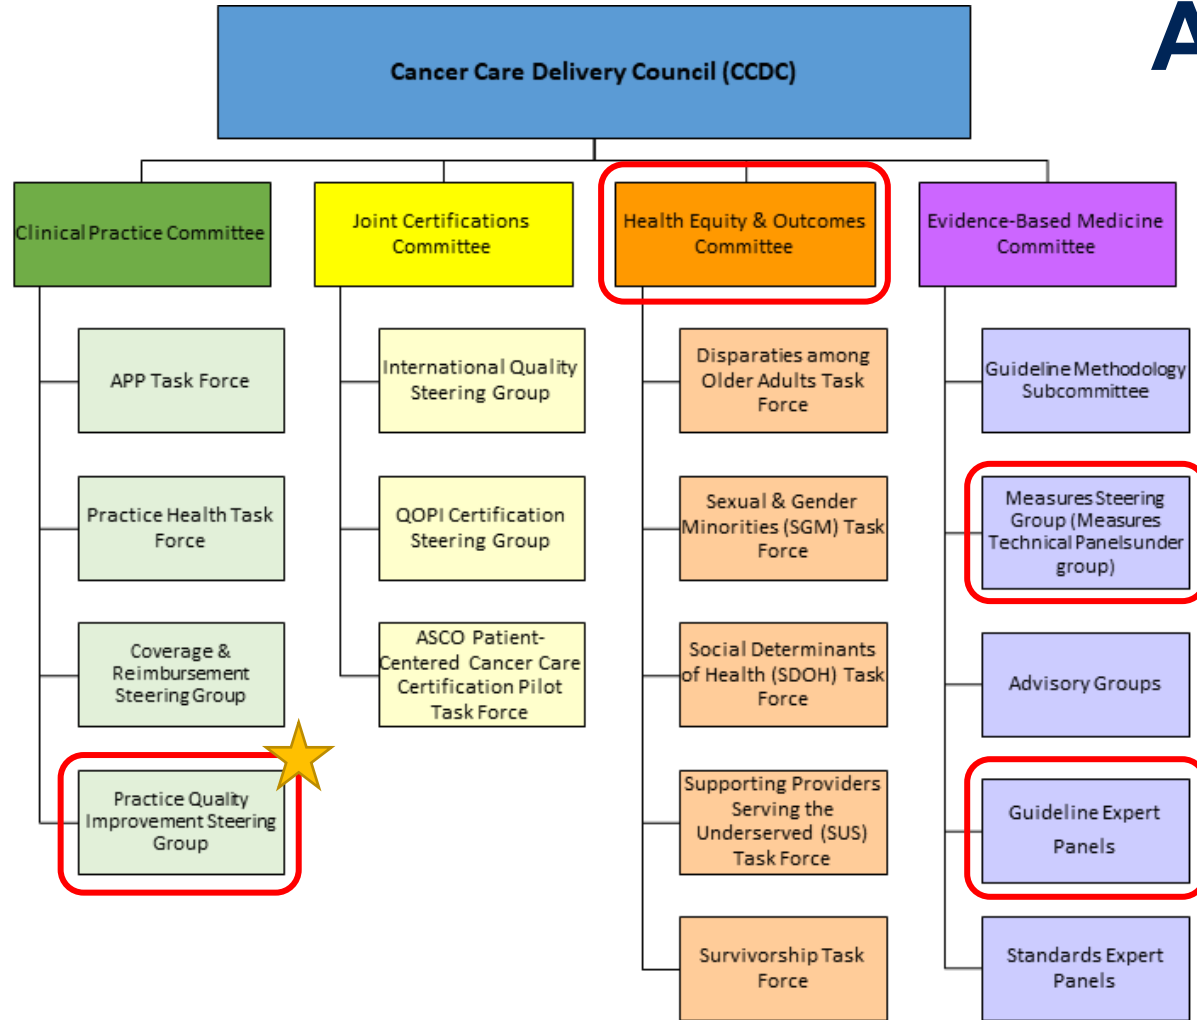 A
Cancer Care Delivery Council (CCDC)
Clinical Practice Committee
Joint Certifications
Committee
Health Equity & Outcomes
Committee
Evidence-Based Medicine
Committee
APP Task Force
Practice Health Task
Force
Coverage &
Reimbursement
Steering Group
Practice Quality
Improvement Steering
Group
International Quality
Steering Group
QOPI Certification
Steering Group
ASCO Patient-
Centered Cancer Care
Certification Pilot
Task Force
Disparaties among
Older Adults Task
Force
Sexual & Gender
Minorities (SGM) Task
Force
Social Determinants
of Health (SDOH) Task
Force
Supporting Providers
Serving the
Underserved (SUS)
Task Force
Survivorship Task
Force
Guideline Methodology
Subcommittee
Measures Steering
Group (Measures
Technical Panelsunder
group)
Advisory Groups
Guideline Expert
Panels
Standards Expert
Panels